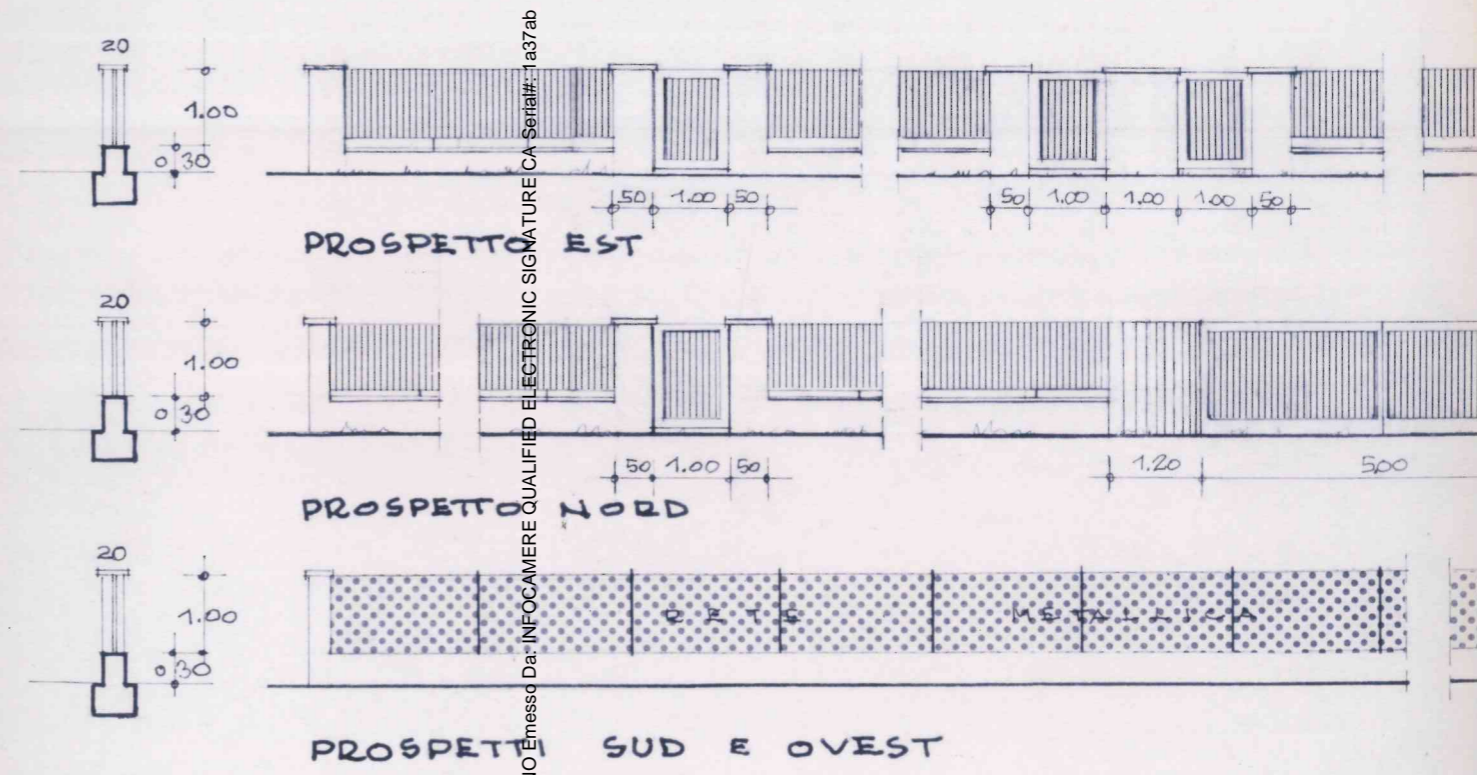 20
1.00
0.30
50 1.00 50
50 1.00 1.00 1.00 50
PROSPETTO EST
20
1.00
0.30
50 1.00 50
1.20 5,00
PROSPETTO NORD
20
1.00
0.30
RETE METALLICA
PROSPETTI SUD E OVEST
Emesso Da: INFOCAMERE QUALIFIED ELECTRONIC SIGNATURE CA Serial#: 1a37ab